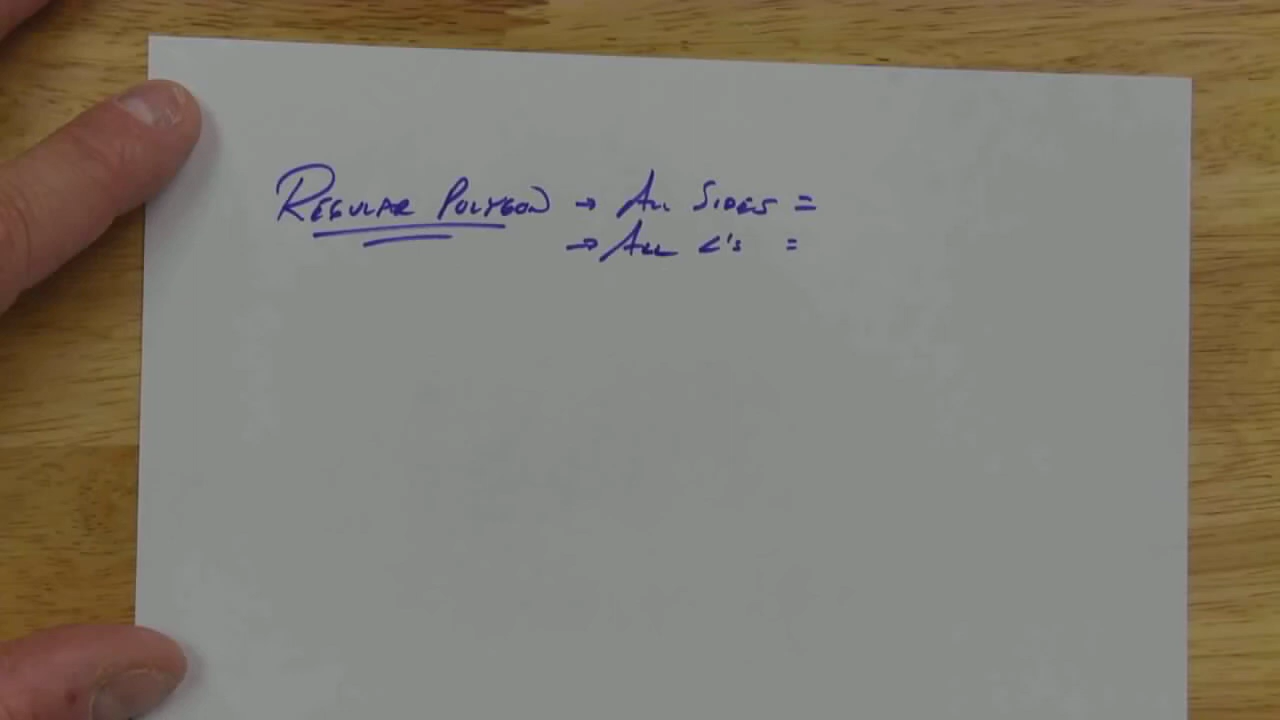 REGULAR POLYGON → ALL SIDES =
→ ALL ∠'s =